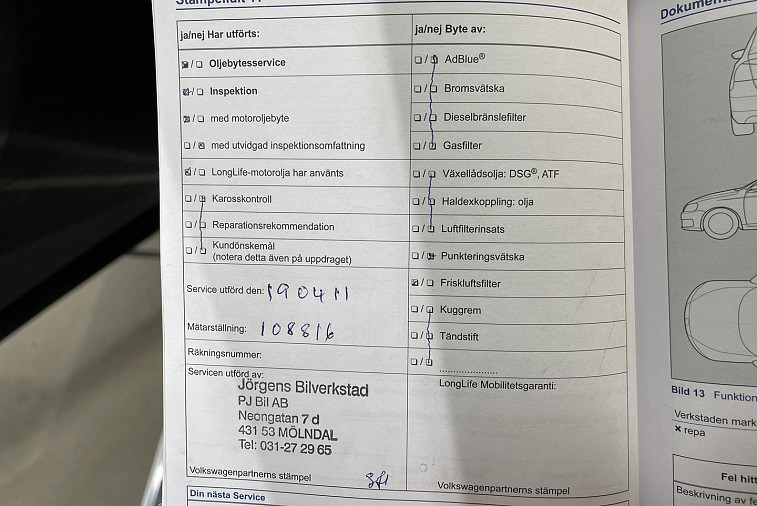 ja/nej Har utförts:
Oljebytesservice
Inspektion
med motoroljebyte
med utvidgad inspektionsomfattning
LongLife-motorolja har använts
Karosskontroll
Reparationsrekommendation
Kundönskemål
(notera detta även på uppdraget)
Service utförd den: 190411
Mätarställning: 108816
Räkningsnummer:
Servicen utförd av:
Jörgens Bilverkstad
PJ Bil AB
Neongatan 7 d
431 53 MÖLNDAL
Tel: 031-27 29 65
Volkswagenpartnerns stämpel
Din nästa Service
ja/nej Byte av:
AdBlue®
Bromsvätska
Dieselbränslefilter
Gasfilter
Växellådsolja: DSG®, ATF
Haldexkoppling: olja
Luftfilterinsats
Punkteringsvätska
Friskluftsfilter
Kuggrem
Tändstift
LongLife Mobilitetsgaranti:
Volkswagenpartnerns stämpel
Bild 13 Funktion
Verkstaden mark
× repa
Fel hitt
Beskrivning av fe